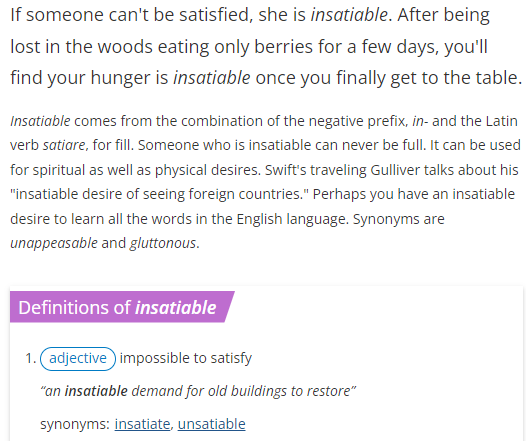 If someone can't be satisfied, she is insatiable. After being
lost in the woods eating only berries for a few days, you'll
find your hunger is insatiable once you finally get to the table.
Insatiable comes from the combination of the negative prefix, in- and the Latin
verb satiare, for fill. Someone who is insatiable can never be full. It can be used
for spiritual as well as physical desires. Swift's traveling Gulliver talks about his
"insatiable desire of seeing foreign countries." Perhaps you have an insatiable
desire to learn all the words in the English language. Synonyms are
unappeasable and gluttonous.
Definitions of insatiable
1. adjective impossible to satisfy
“an insatiable demand for old buildings to restore”
synonyms: insatiate, unsatiable